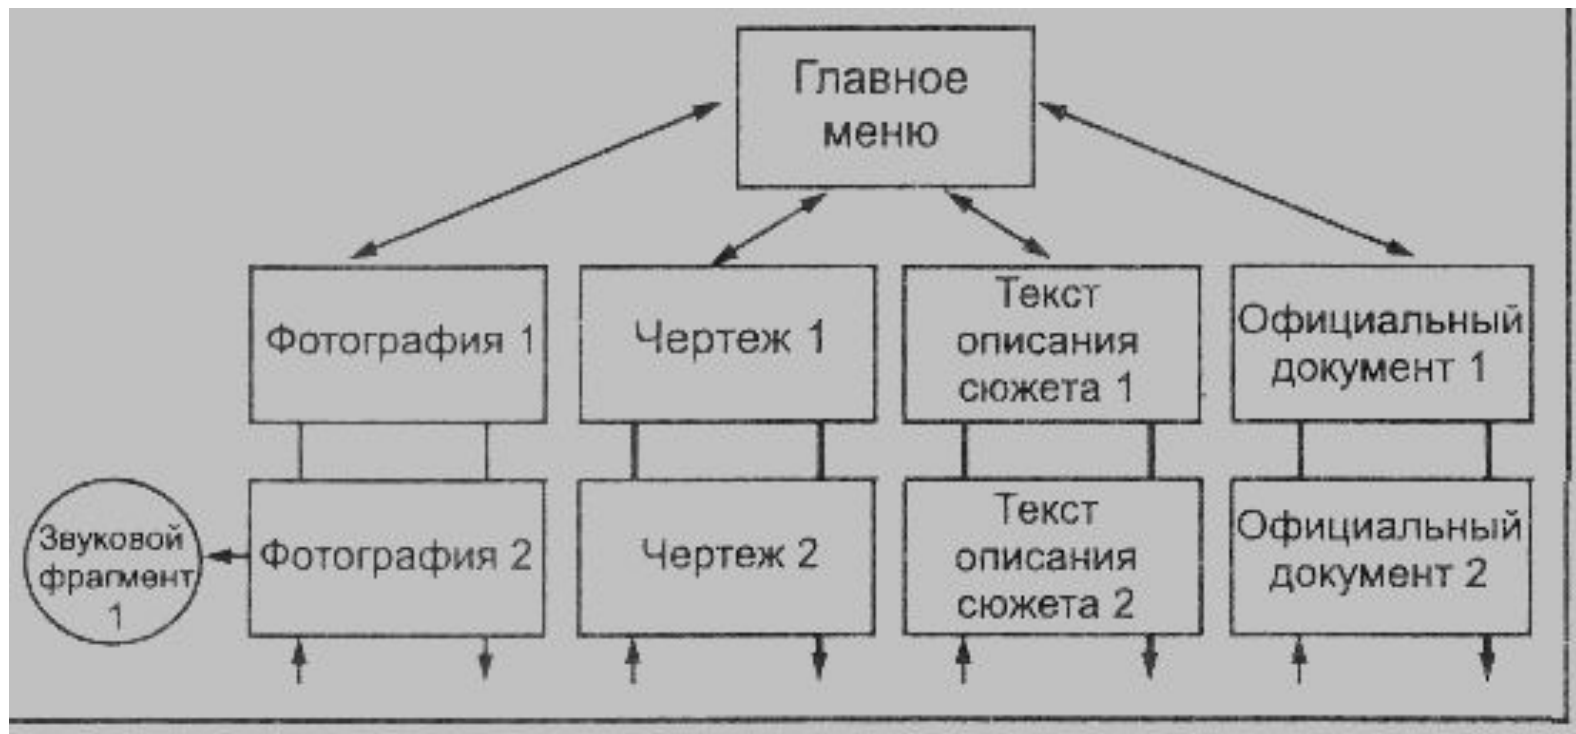 Главное
меню
Фотография 1
Чертеж 1
Текст
описания
сюжета 1
Официальный
документ 1
Звуковой
фрагмент
1
Фотография 2
Чертеж 2
Текст
описания
сюжета 2
Официальный
документ 2